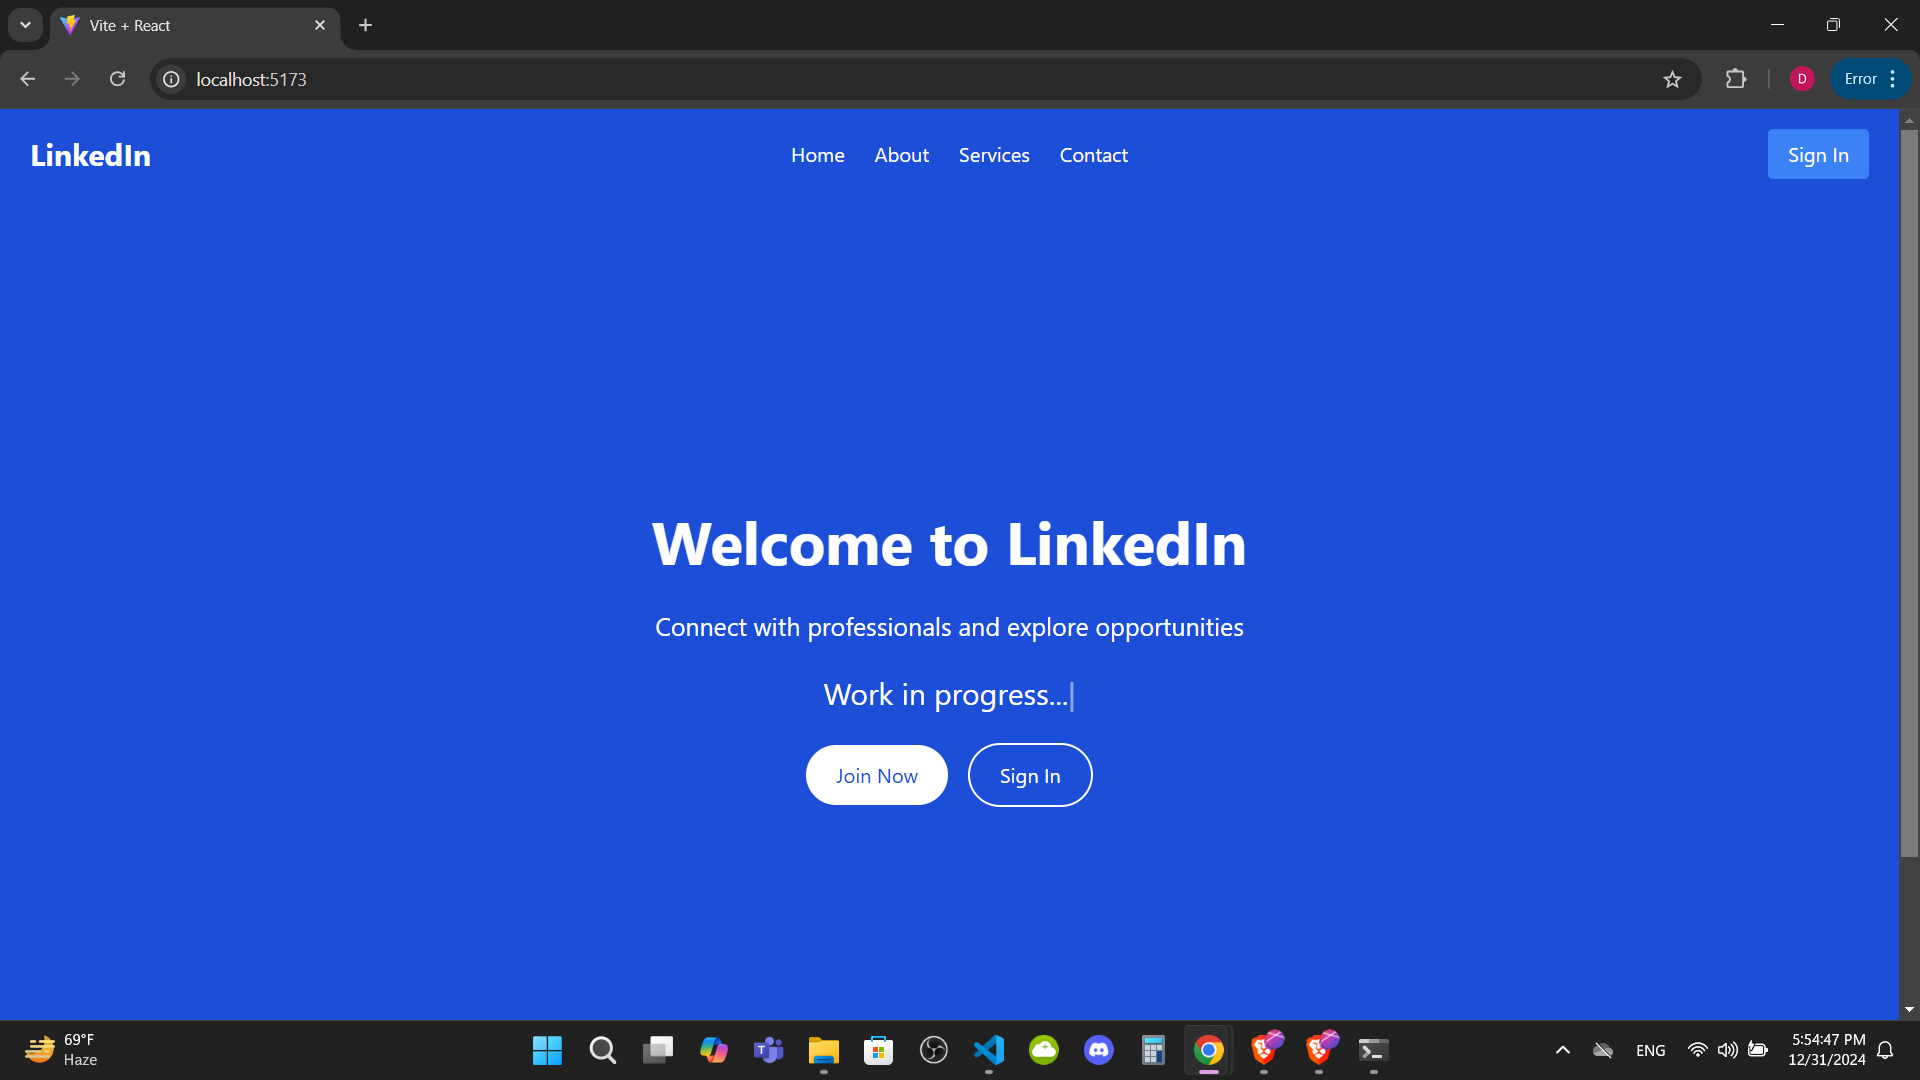 Vite + React
localhost:5173
D
Error
LinkedIn
Home
About
Services
Contact
Sign In
Welcome to LinkedIn
Connect with professionals and explore opportunities
Work in progress...|
Join Now
Sign In
69°F
Haze
T
ENG
5:54:47 PM
12/31/2024